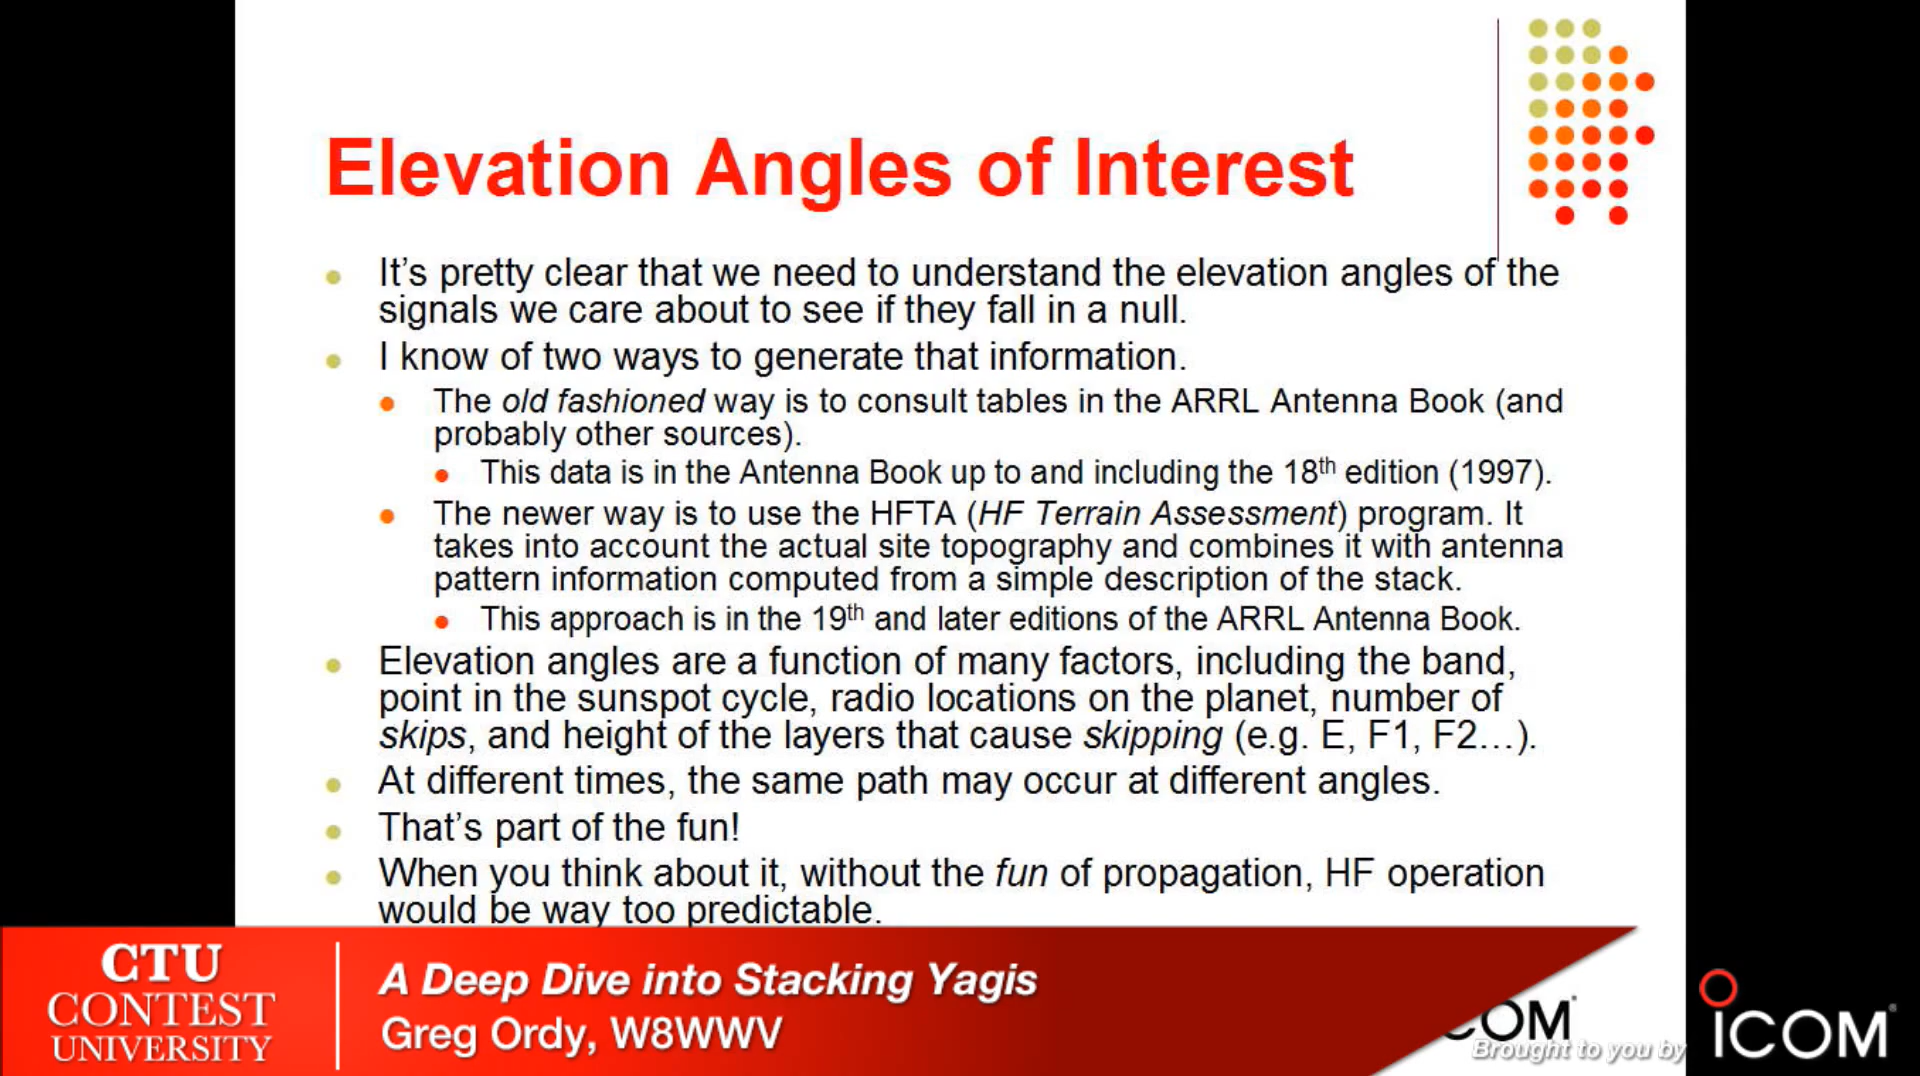 Elevation Angles of Interest
It's pretty clear that we need to understand the elevation angles of the
signals we care about to see if they fall in a null.
I know of two ways to generate that information.
The old fashioned way is to consult tables in the ARRL Antenna Book (and
probably other sources).
This data is in the Antenna Book up to and including the 18th edition (1997).
The newer way is to use the HFTA (HF Terrain Assessment) program. It
takes into account the actual site topography and combines it with antenna
pattern information computed from a simple description of the stack.
This approach is in the 19th and later editions of the ARRL Antenna Book.
Elevation angles are a function of many factors, including the band,
point in the sunspot cycle, radio locations on the planet, number of
skips, and height of the layers that cause skipping (e.g. E, F1, F2…).
At different times, the same path may occur at different angles.
That's part of the fun!
When you think about it, without the fun of propagation, HF operation
would be way too predictable.
CTU
CONTEST
UNIVERSITY
A Deep Dive into Stacking Yagis
Greg Ordy, W8WWV
COM
Brought to you by
ICOM